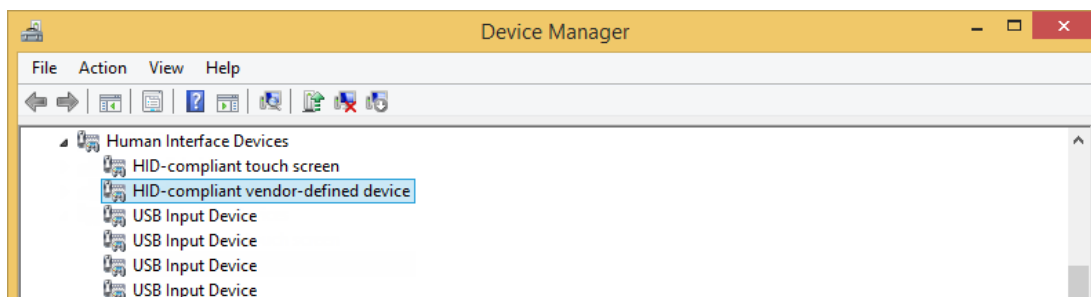 Device Manager
File Action View Help
Human Interface Devices
HID-compliant touch screen
HID-compliant vendor-defined device
USB Input Device
USB Input Device
USB Input Device
USB Input Device